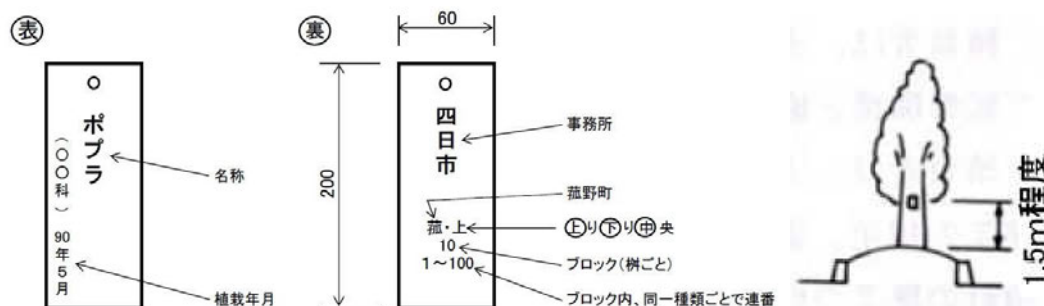 表
ポプラ
（〇〇科）
90年5月
名称
植栽年月
裏
60
200
四日市
菰・上
10
1～100
事務所
菰野町
上り下り中央
ブロック（桝ごと）
ブロック内、同一種類ごとで連番
1.5m程度